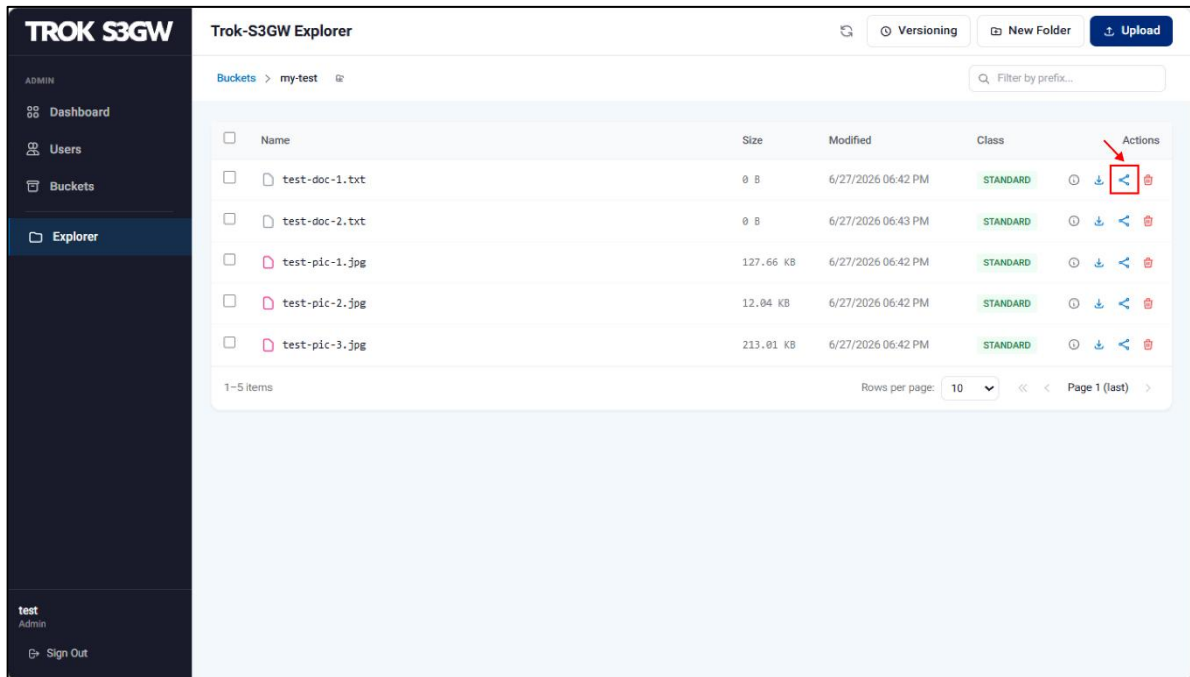 TROK S3GW
Trok-S3GW Explorer
Versioning
New Folder
Upload
ADMIN
Dashboard
Users
Buckets
Explorer
Buckets > my-test
Filter by prefix...
Name Size Modified Class Actions
test-doc-1.txt 0 B 6/27/2026 06:42 PM STANDARD
test-doc-2.txt 0 B 6/27/2026 06:43 PM STANDARD
test-pic-1.jpg 127.66 KB 6/27/2026 06:42 PM STANDARD
test-pic-2.jpg 12.04 KB 6/27/2026 06:42 PM STANDARD
test-pic-3.jpg 213.01 KB 6/27/2026 06:42 PM STANDARD
1–5 items Rows per page: 10 << < Page 1 (last) >
test
Admin
Sign Out